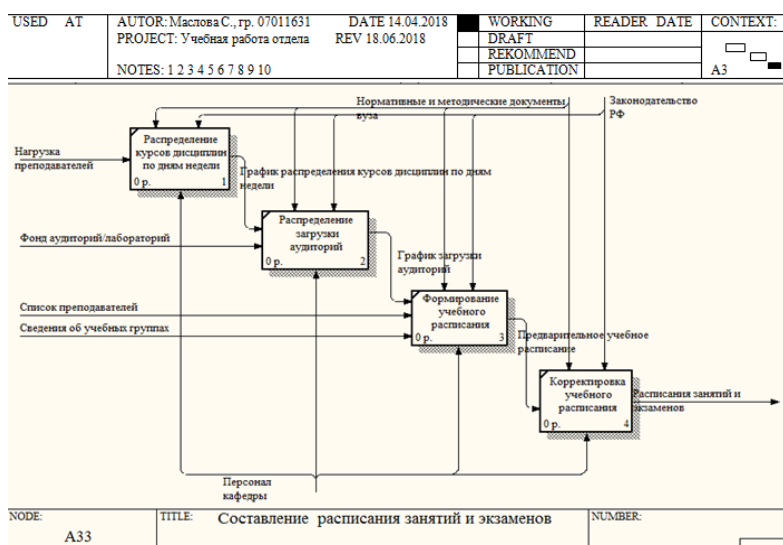 USED AT AUTOR: Маслова С., гр. 07011631 DATE 14.04.2018 WORKING READER DATE CONTEXT:
PROJECT: Учебная работа отдела REV 18.06.2018 DRAFT
REKOMMEND
NOTES: 1 2 3 4 5 6 7 8 9 10 PUBLICATION A3
Нормативные и методические документы
вуза
Законодательство
РФ
Нагрузка
преподавателей
Распределение
курсов дисциплин
по дням недели
0 р. 1
График распределения курсов дисциплин по дням
недели
Распределение
загрузки
аудиторий
0 р. 2
Фонд аудиторий/лабораторий
График загрузки
аудиторий
Формирование
учебного
расписания
0 р. 3
Список преподавателей
Сведения об учебных группах
Предварительное учебное
расписание
Корректировка
учебного
расписания
0 р. 4
Расписания занятий и
экзаменов
Персонал
кафедры
NODE: TITLE: Составление расписания занятий и экзаменов NUMBER:
A33